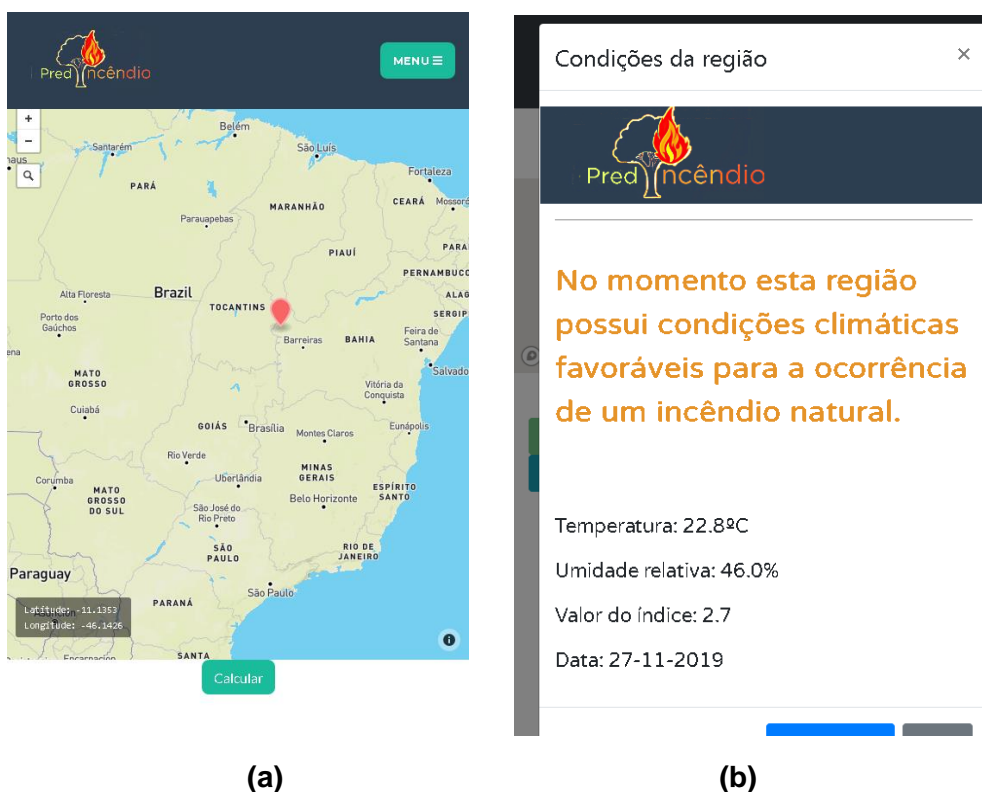 Pred Incêndio
MENU ☰
+
−
Belém
Santarém
naus
São Luís
Fortaleza
PARÁ
MARANHÃO
CEARÁ
Mossoró
Parauapebas
PIAUÍ
PARA
PERNAMBUCO
Alta Floresta
Brazil
TOCANTINS
ALAG
SERGIP
Porto dos
Gaúchos
Barreiras
BAHIA
Feira de
Santana
ena
MATO
GROSSO
Salvado
Vitória da
Conquista
Cuiabá
GOIÁS
Brasília
Montes Claros
Eunápolis
Rio Verde
MINAS
GERAIS
Corumba
Uberlândia
ESPÍRITO
SANTO
MATO
GROSSO
DO SUL
Belo Horizonte
São José do
Rio Preto
SÃO
PAULO
RIO DE
JANEIRO
Paraguay
São Paulo
PARANÁ
Latitude: -11.1353
Longitude: -46.1426
Encarnacion
SANTA
Calcular
(a)
Condições da região
×
Pred Incêndio
No momento esta região
possui condições climáticas
favoráveis para a ocorrência
de um incêndio natural.
Temperatura: 22.8ºC
Umidade relativa: 46.0%
Valor do índice: 2.7
Data: 27-11-2019
(b)